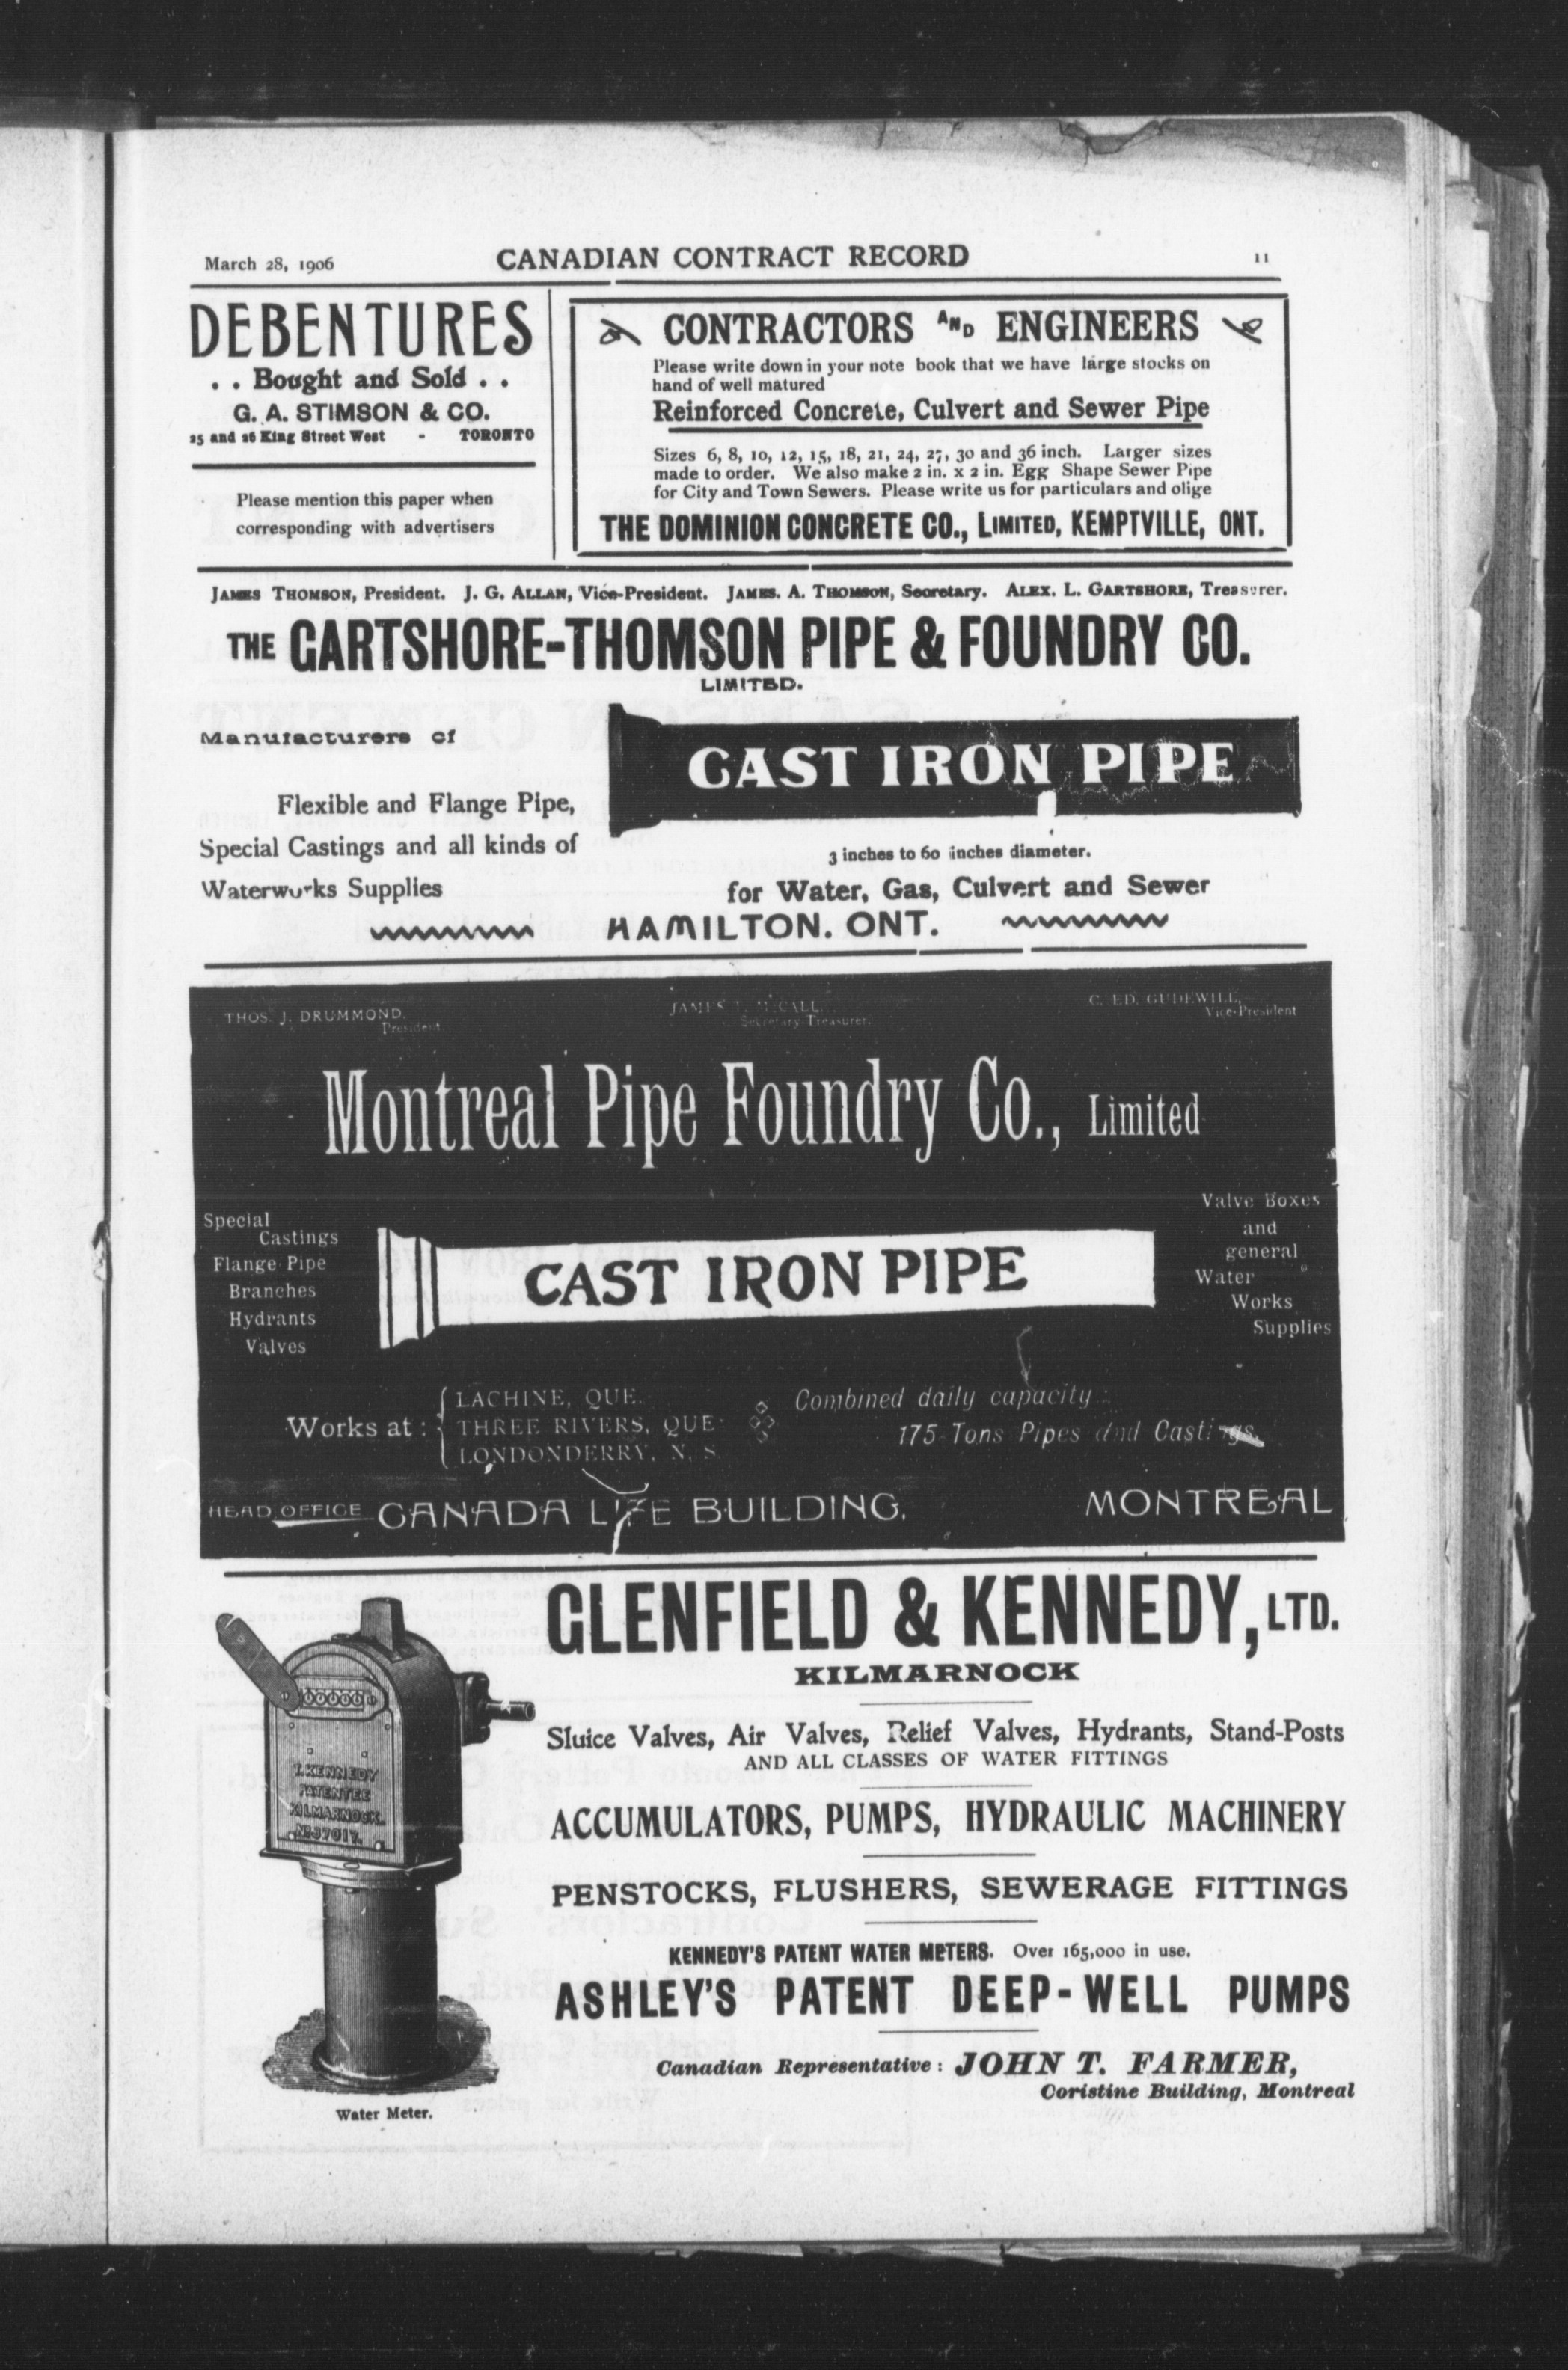 March 28, 1906 CANADIAN CONTRACT RECORD 11
DEBENTURES
. . Bought and Sold . .
G. A. STIMSON & CO.
25 and 26 King Street West - TORONTO
Please mention this paper when
corresponding with advertisers
CONTRACTORS AND ENGINEERS
Please write down in your note book that we have large stocks on
hand of well matured
Reinforced Concrete, Culvert and Sewer Pipe
Sizes 6, 8, 10, 12, 15, 18, 21, 24, 27, 30 and 36 inch. Larger sizes
made to order. We also make 2 in. x 2 in. Egg Shape Sewer Pipe
for City and Town Sewers. Please write us for particulars and olige
THE DOMINION CONCRETE CO., LIMITED, KEMPTVILLE, ONT.
JAMES THOMSON, President. J. G. ALLAN, Vice-President. JAMES. A. THOMSON, Secretary. ALEX. L. GARTSHORE, Treasurer.
THE GARTSHORE-THOMSON PIPE & FOUNDRY CO.
LIMITED.
Manufacturers of
Flexible and Flange Pipe,
Special Castings and all kinds of
Waterworks Supplies
CAST IRON PIPE
3 inches to 60 inches diameter.
for Water, Gas, Culvert and Sewer
HAMILTON. ONT.
THOS. J. DRUMMOND,
President.
JAMES T. McCALL,
Secretary-Treasurer.
C. ED. GUDEWILL,
Vice-President
Montreal Pipe Foundry Co., Limited
Special
Castings
Flange Pipe
Branches
Hydrants
Valves
CAST IRON PIPE
Valve Boxes
and
general
Water
Works
Supplies
Works at :
LACHINE, QUE.
THREE RIVERS, QUE
LONDONDERRY, N. S.
Combined daily capacity :
175 Tons Pipes and Castings.
HEAD OFFICE CANADA LIFE BUILDING, MONTREAL
GLENFIELD & KENNEDY, LTD.
KILMARNOCK
Sluice Valves, Air Valves, Relief Valves, Hydrants, Stand-Posts
AND ALL CLASSES OF WATER FITTINGS
ACCUMULATORS, PUMPS, HYDRAULIC MACHINERY
PENSTOCKS, FLUSHERS, SEWERAGE FITTINGS
KENNEDY'S PATENT WATER METERS. Over 165,000 in use.
ASHLEY'S PATENT DEEP-WELL PUMPS
Canadian Representative: JOHN T. FARMER,
Coristine Building, Montreal
T. KENNEDY
PATENTEE
KILMARNOCK.
Water Meter.